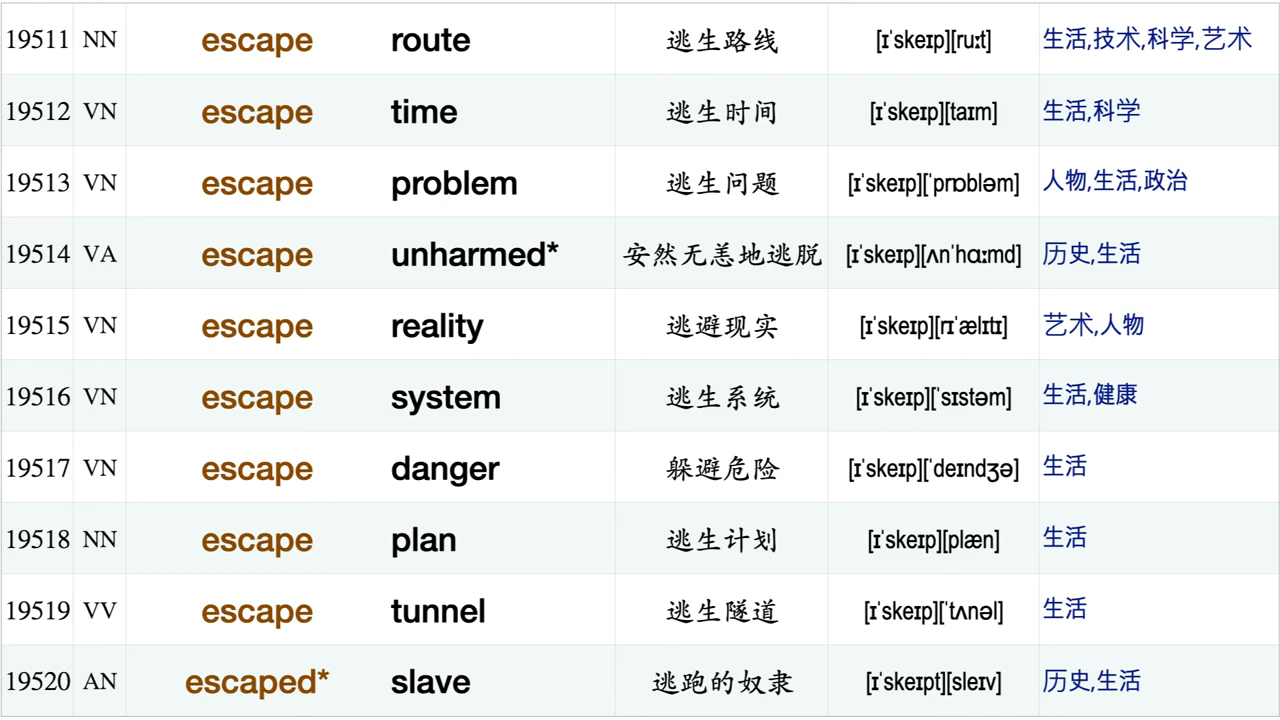 19511 NN escape route 逃生路线 [ɪˈskeɪp][ruːt] 生活,技术,科学,艺术
19512 VN escape time 逃生时间 [ɪˈskeɪp][taɪm] 生活,科学
19513 VN escape problem 逃生问题 [ɪˈskeɪp][ˈprɒbləm] 人物,生活,政治
19514 VA escape unharmed* 安然无恙地逃脱 [ɪˈskeɪp][ʌnˈhɑːmd] 历史,生活
19515 VN escape reality 逃避现实 [ɪˈskeɪp][rɪˈælɪtɪ] 艺术,人物
19516 VN escape system 逃生系统 [ɪˈskeɪp][ˈsɪstəm] 生活,健康
19517 VN escape danger 躲避危险 [ɪˈskeɪp][ˈdeɪndʒə] 生活
19518 NN escape plan 逃生计划 [ɪˈskeɪp][plæn] 生活
19519 VV escape tunnel 逃生隧道 [ɪˈskeɪp][ˈtʌnəl] 生活
19520 AN escaped* slave 逃跑的奴隶 [ɪˈskeɪpt][sleɪv] 历史,生活